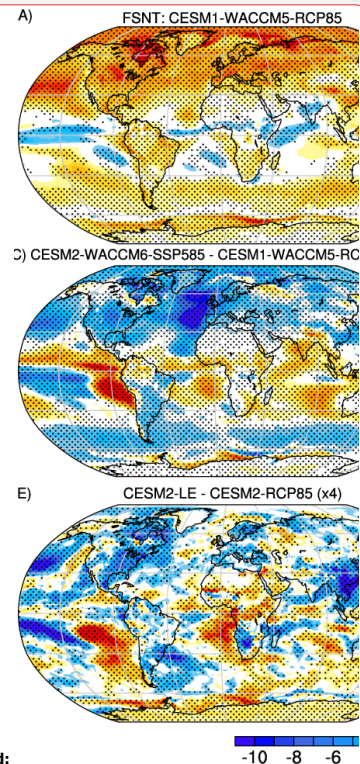 A)
FSNT: CESM1-WACCM5-RCP85
C) CESM2-WACCM6-SSP585 - CESM1-WACCM5-RC
E)
CESM2-LE - CESM2-RCP85 (x4)
-10 -8 -6
d: